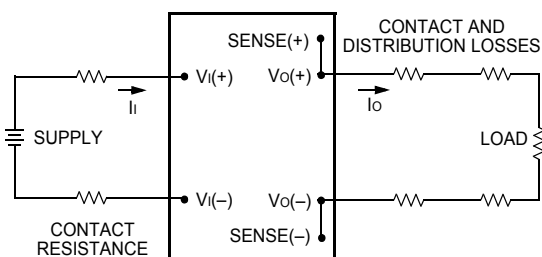 CONTACT AND
DISTRIBUTION LOSSES
SENSE(+)
VI(+)
VO(+)
II
IO
SUPPLY
LOAD
VI(–)
VO(–)
CONTACT
RESISTANCE
SENSE(–)